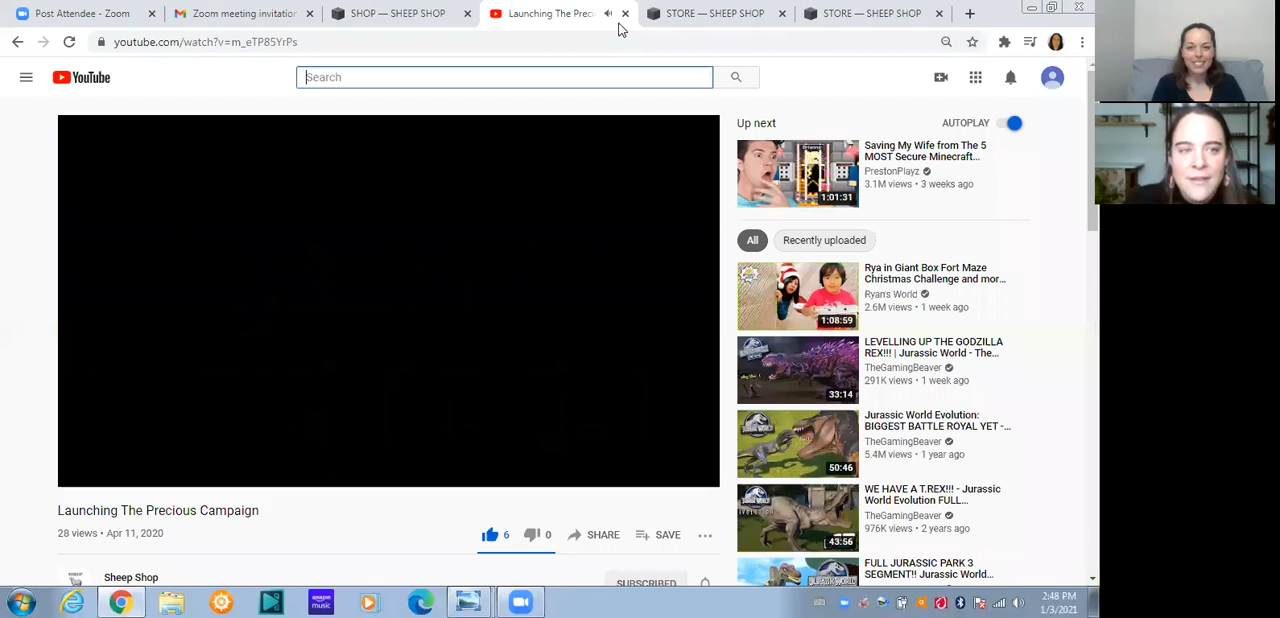 Post Attendee - Zoom
Zoom meeting invitatio
SHOP — SHEEP SHOP
Launching The Preci
STORE — SHEEP SHOP
STORE — SHEEP SHOP
youtube.com/watch?v=m_eTP85YrPs
YouTube
Search
Up next
AUTOPLAY
Saving My Wife from The 5
MOST Secure Minecraft...
PrestonPlayz
3.1M views • 3 weeks ago
1:01:31
All
Recently uploaded
Rya in Giant Box Fort Maze
Christmas Challenge and mor...
Ryan's World
2.6M views • 1 week ago
1:08:59
LEVELLING UP THE GODZILLA
REX!!! | Jurassic World - The...
TheGamingBeaver
291K views • 1 week ago
33:14
Jurassic World Evolution:
BIGGEST BATTLE ROYAL YET -...
TheGamingBeaver
5.4M views • 1 year ago
50:46
WE HAVE A T.REX!!! - Jurassic
World Evolution FULL...
TheGamingBeaver
976K views • 2 years ago
43:56
FULL JURASSIC PARK 3
SEGMENT!! Jurassic World...
Launching The Precious Campaign
28 views • Apr 11, 2020
6
0
SHARE
SAVE
Sheep Shop
SUBSCRIBED
amazon
music
2:48 PM
1/3/2021